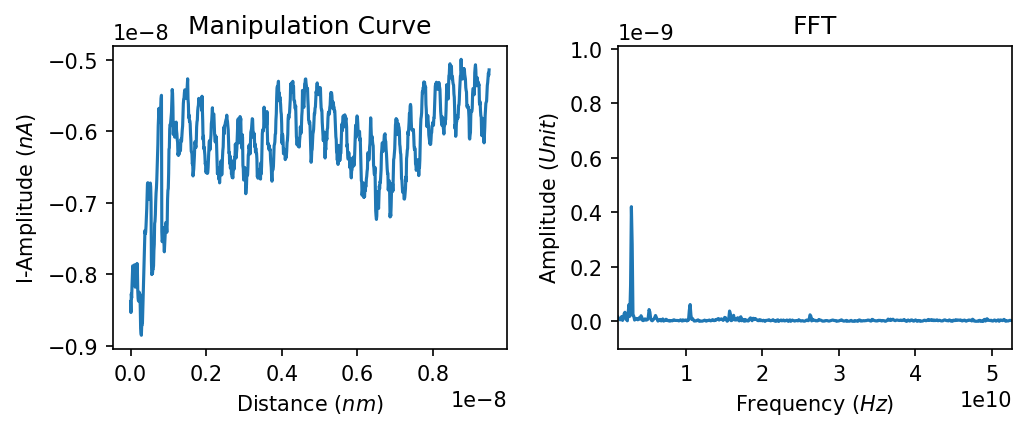 Manipulation Curve
1e−8
−0.5
−0.6
−0.7
−0.8
−0.9
I-Amplitude (nA)
0.0 0.2 0.4 0.6 0.8
1e−8
Distance (nm)
FFT
1e−9
1.0
0.8
0.6
0.4
0.2
0.0
Amplitude (Unit)
1 2 3 4 5
1e10
Frequency (Hz)